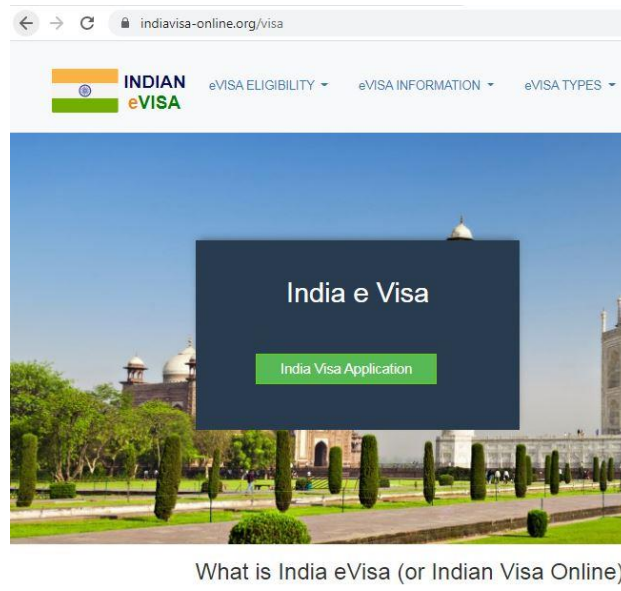 indiavisa-online.org/visa
INDIAN eVISA ELIGIBILITY eVISA INFORMATION eVISA TYPES
eVISA
India e Visa
India Visa Application
What is India eVisa (or Indian Visa Online)